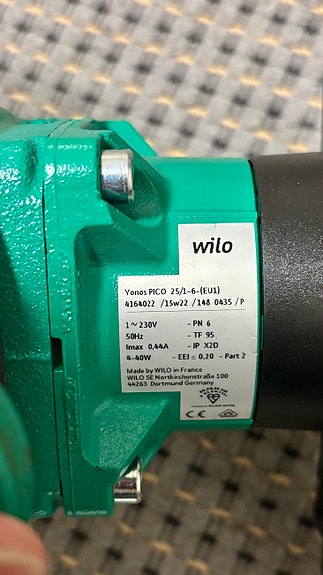 wilo
Yonos PICO 25/1-6-(EU1)
4164022 /15w22 /148 0435 /P
1~230V - PN 6
50Hz - TF 95
Imax 0,44A - IP X2D
4-40W - EEI ≤ 0,20 - Part 2
Made by WILO in France
WILO SE Nortkirchenstraße 100
44263 Dortmund Germany
CE